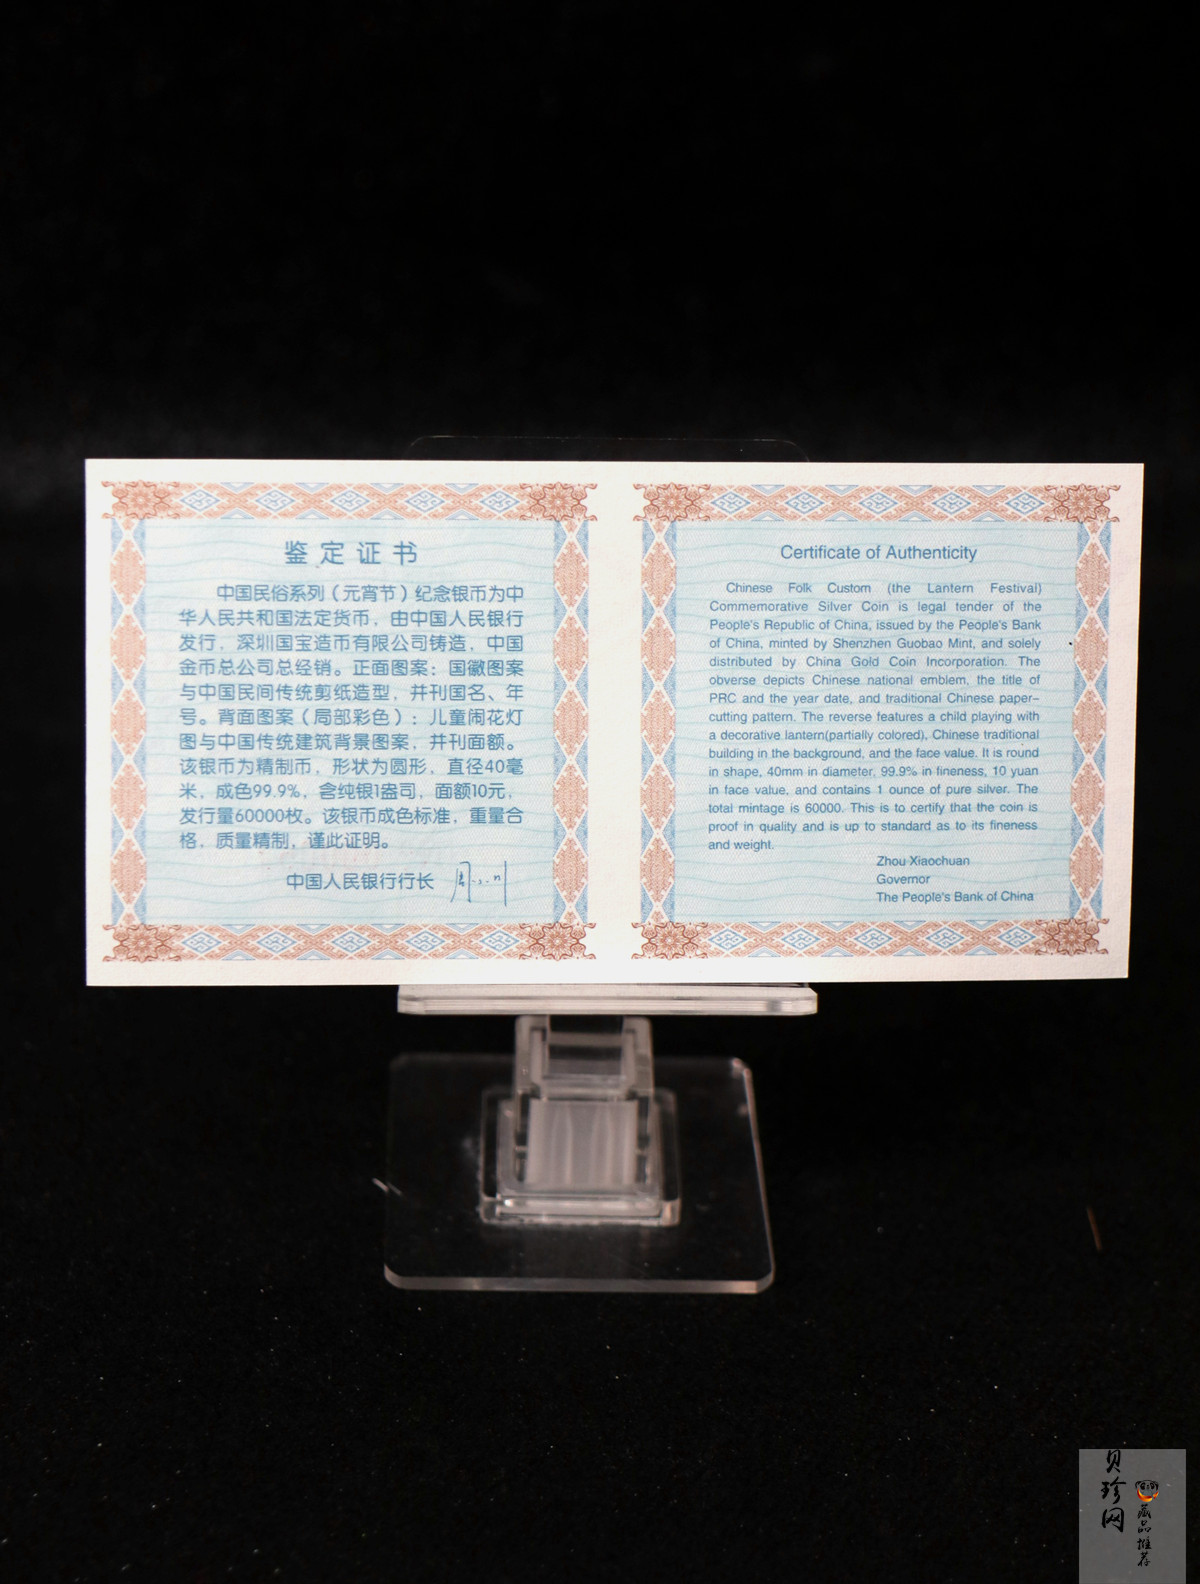 鉴定证书
中国民俗系列（元宵节）纪念银币为中
华人民共和国法定货币，由中国人民银行
发行，深圳国宝造币有限公司铸造，中国
金币总公司总经销。正面图案：国徽图案
与中国民间传统剪纸造型，并刊国名、年
号。背面图案（局部彩色）：儿童闹花灯
图与中国传统建筑背景图案，并刊面额。
该银币为精制币，形状为圆形，直径40毫
米，成色99.9%，含纯银1盎司，面额10元，
发行量60000枚。该银币成色标准，重量合
格，质量精制，谨此证明。
中国人民银行行长
Certificate of Authenticity
Chinese Folk Custom (the Lantern Festival)
Commemorative Silver Coin is legal tender of the
People's Republic of China, issued by the People's Bank
of China, minted by Shenzhen Guobao Mint, and solely
distributed by China Gold Coin Incorporation. The
obverse depicts Chinese national emblem, the title of
PRC and the year date, and traditional Chinese paper-
cutting pattern. The reverse features a child playing with
a decorative lantern(partially colored), Chinese traditional
building in the background, and the face value. It is round
in shape, 40mm in diameter, 99.9% in fineness, 10 yuan
in face value, and contains 1 ounce of pure silver. The
total mintage is 60000. This is to certify that the coin is
proof in quality and is up to standard as to its fineness
and weight.
Zhou Xiaochuan
Governor
The People's Bank of China
贝珍网
藏品推荐